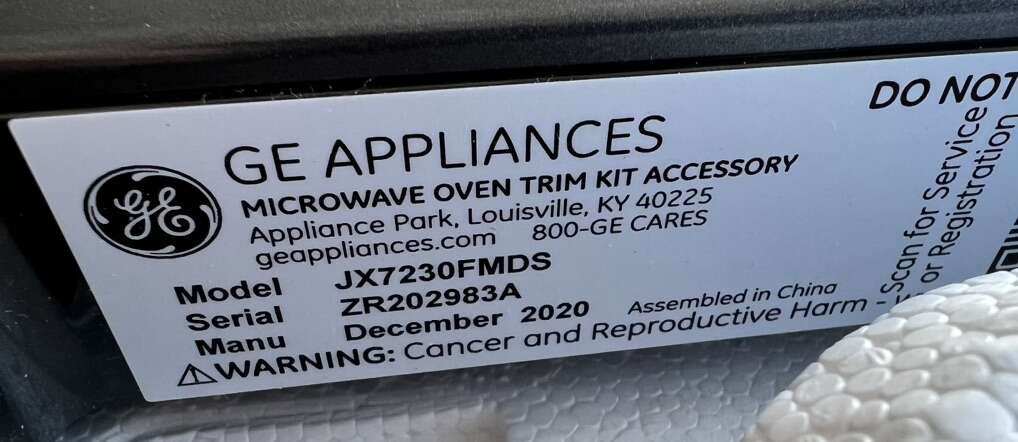 GE APPLIANCES
MICROWAVE OVEN TRIM KIT ACCESSORY
Appliance Park, Louisville, KY 40225
geappliances.com 800-GE CARES
Model JX7230FMDS
Serial ZR202983A
Manu December 2020 Assembled in China
WARNING: Cancer and Reproductive Harm -
DO NOT
Scan for Service
or Registration
GE